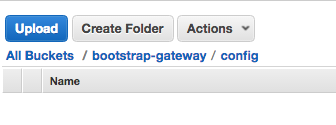 Upload Create Folder Actions
All Buckets / bootstrap-gateway / config
Name